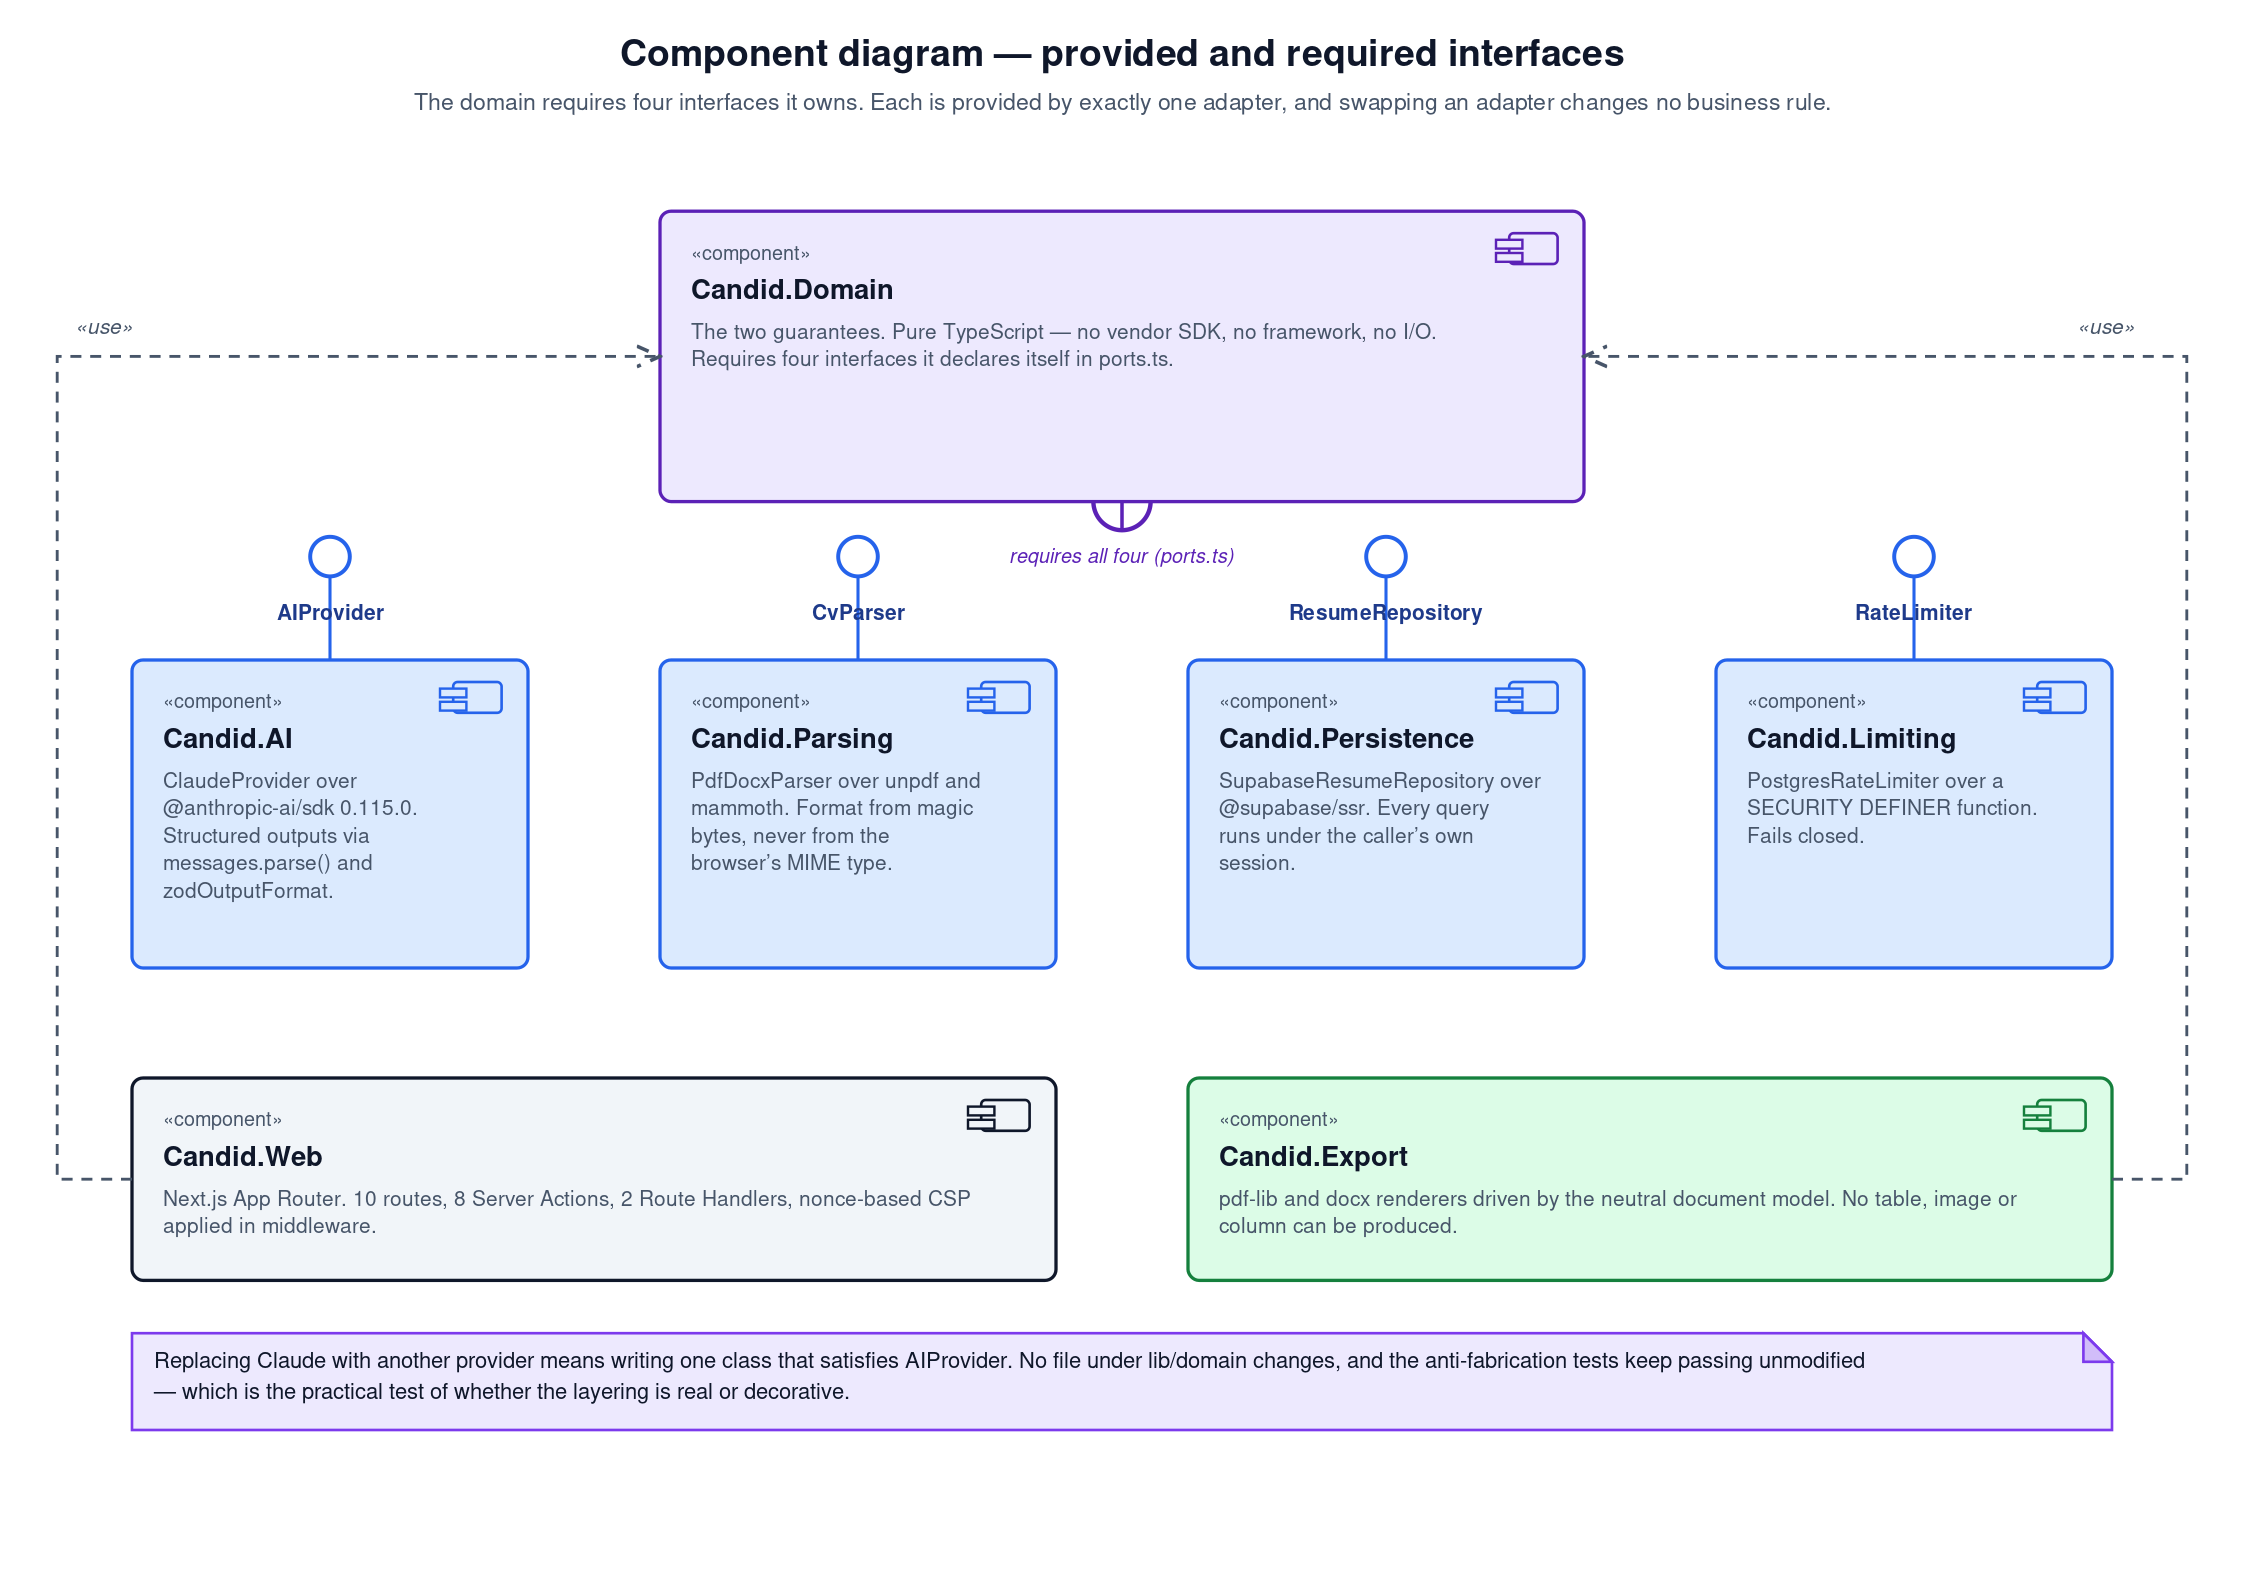 Component diagram — provided and required interfaces
The domain requires four interfaces it owns. Each is provided by exactly one adapter, and swapping an adapter changes no business rule.
«component»
Candid.Domain
The two guarantees. Pure TypeScript — no vendor SDK, no framework, no I/O.
Requires four interfaces it declares itself in ports.ts.
«use»
«use»
requires all four (ports.ts)
AIProvider
CvParser
ResumeRepository
RateLimiter
«component»
Candid.AI
ClaudeProvider over
@anthropic-ai/sdk 0.115.0.
Structured outputs via
messages.parse() and
zodOutputFormat.
«component»
Candid.Parsing
PdfDocxParser over unpdf and
mammoth. Format from magic
bytes, never from the
browser’s MIME type.
«component»
Candid.Persistence
SupabaseResumeRepository over
@supabase/ssr. Every query
runs under the caller’s own
session.
«component»
Candid.Limiting
PostgresRateLimiter over a
SECURITY DEFINER function.
Fails closed.
«component»
Candid.Web
Next.js App Router. 10 routes, 8 Server Actions, 2 Route Handlers, nonce-based CSP
applied in middleware.
«component»
Candid.Export
pdf-lib and docx renderers driven by the neutral document model. No table, image or
column can be produced.
Replacing Claude with another provider means writing one class that satisfies AIProvider. No file under lib/domain changes, and the anti-fabrication tests keep passing unmodified
— which is the practical test of whether the layering is real or decorative.